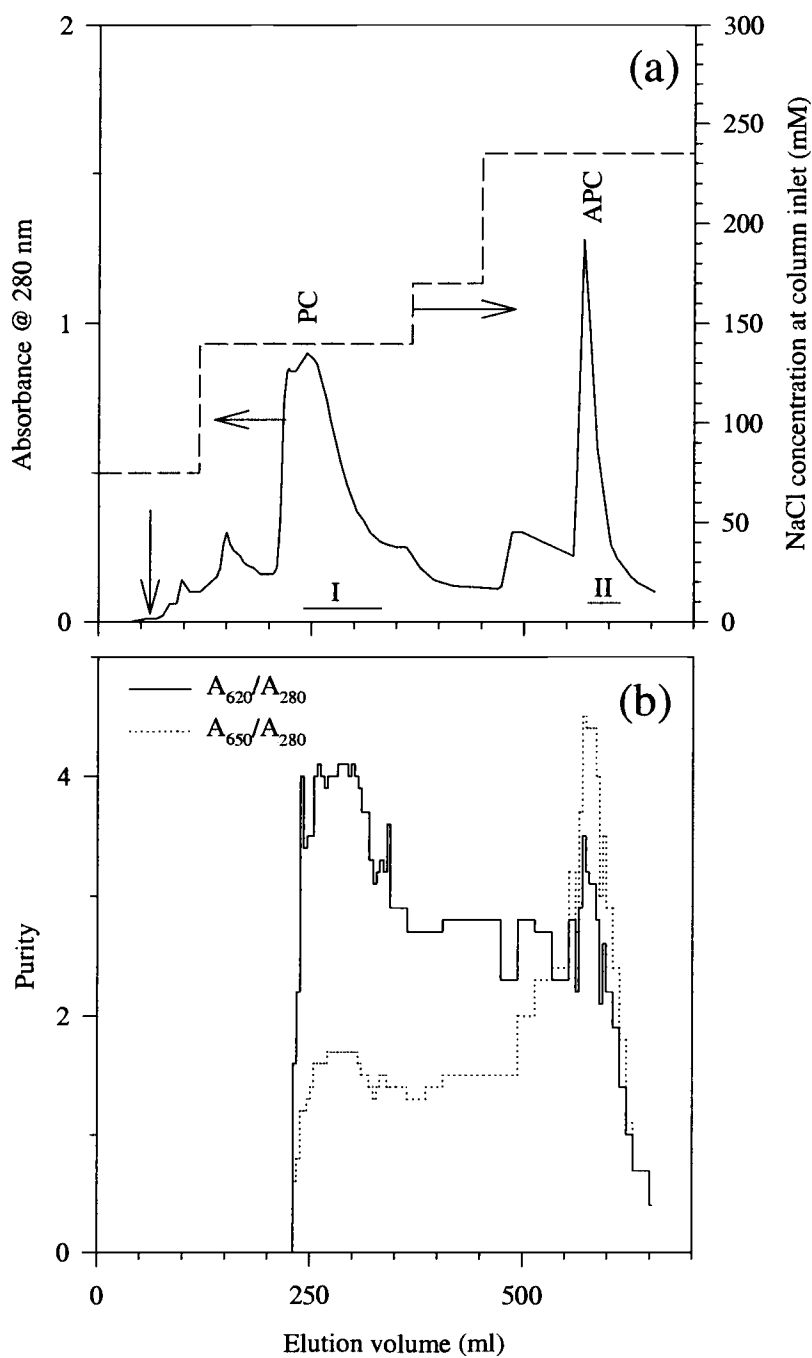 (a)
2
1
0
Absorbance @ 280 nm
300
250
200
150
100
50
0
NaCl concentration at column inlet (mM)
PC
APC
I
II
(b)
A620/A280
A650/A280
4
2
0
Purity
0
250
500
Elution volume (ml)